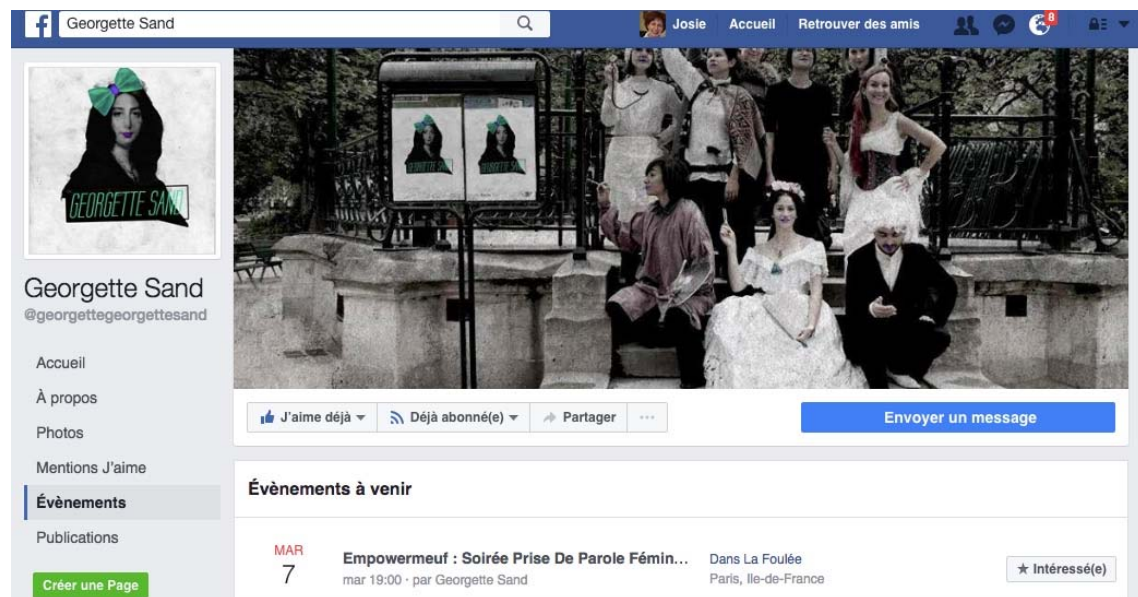 Georgette Sand
Josie Accueil Retrouver des amis 8
GEORGETTE SAND
GEORGETTE SAND GEORGETTE SAND
Georgette Sand
@georgettegeorgettesand
Accueil
À propos
Photos
Mentions J'aime
Évènements
Publications
Créer une Page
J'aime déjà Déjà abonné(e) Partager ...
Envoyer un message
Évènements à venir
MAR
7
Empowermeuf : Soirée Prise De Parole Fémin...
mar 19:00 · par Georgette Sand
Dans La Foulée
Paris, Ile-de-France
Intéressé(e)